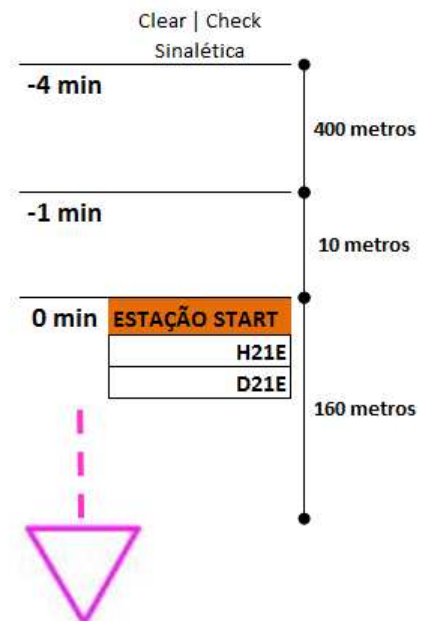 Clear | Check
Sinalética
-4 min
400 metros
-1 min
10 metros
0 min
ESTAÇÃO START
H21E
D21E
160 metros